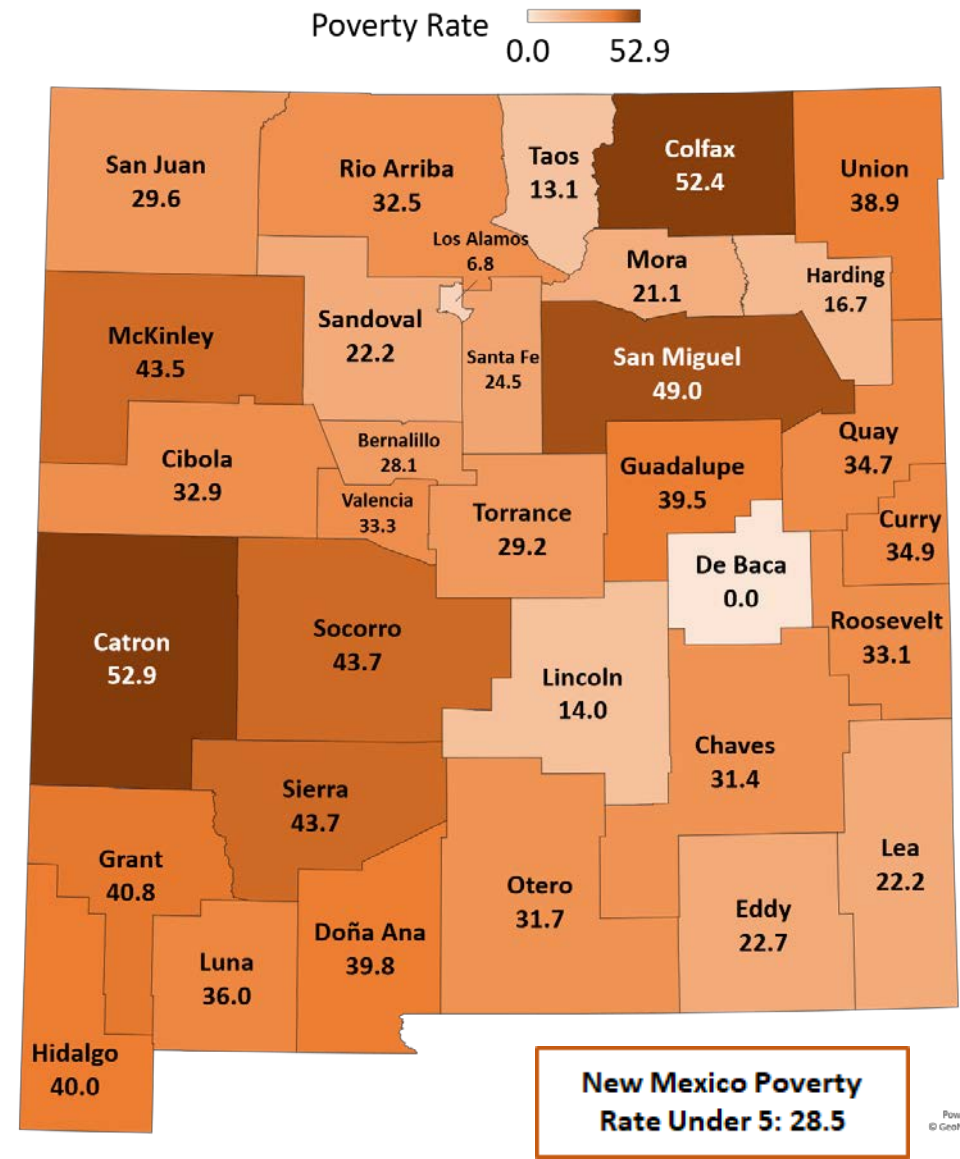 Poverty Rate
0.0 52.9
San Juan
29.6
Rio Arriba
32.5
Taos
13.1
Colfax
52.4
Union
38.9
Los Alamos
6.8
Mora
21.1
Harding
16.7
McKinley
43.5
Sandoval
22.2
Santa Fe
24.5
San Miguel
49.0
Quay
34.7
Bernalillo
28.1
Cibola
32.9
Guadalupe
39.5
Valencia
33.3
Torrance
29.2
Curry
34.9
De Baca
0.0
Roosevelt
33.1
Catron
52.9
Socorro
43.7
Lincoln
14.0
Chaves
31.4
Sierra
43.7
Grant
40.8
Otero
31.7
Lea
22.2
Eddy
22.7
Doña Ana
39.8
Luna
36.0
Hidalgo
40.0
New Mexico Poverty
Rate Under 5: 28.5
©